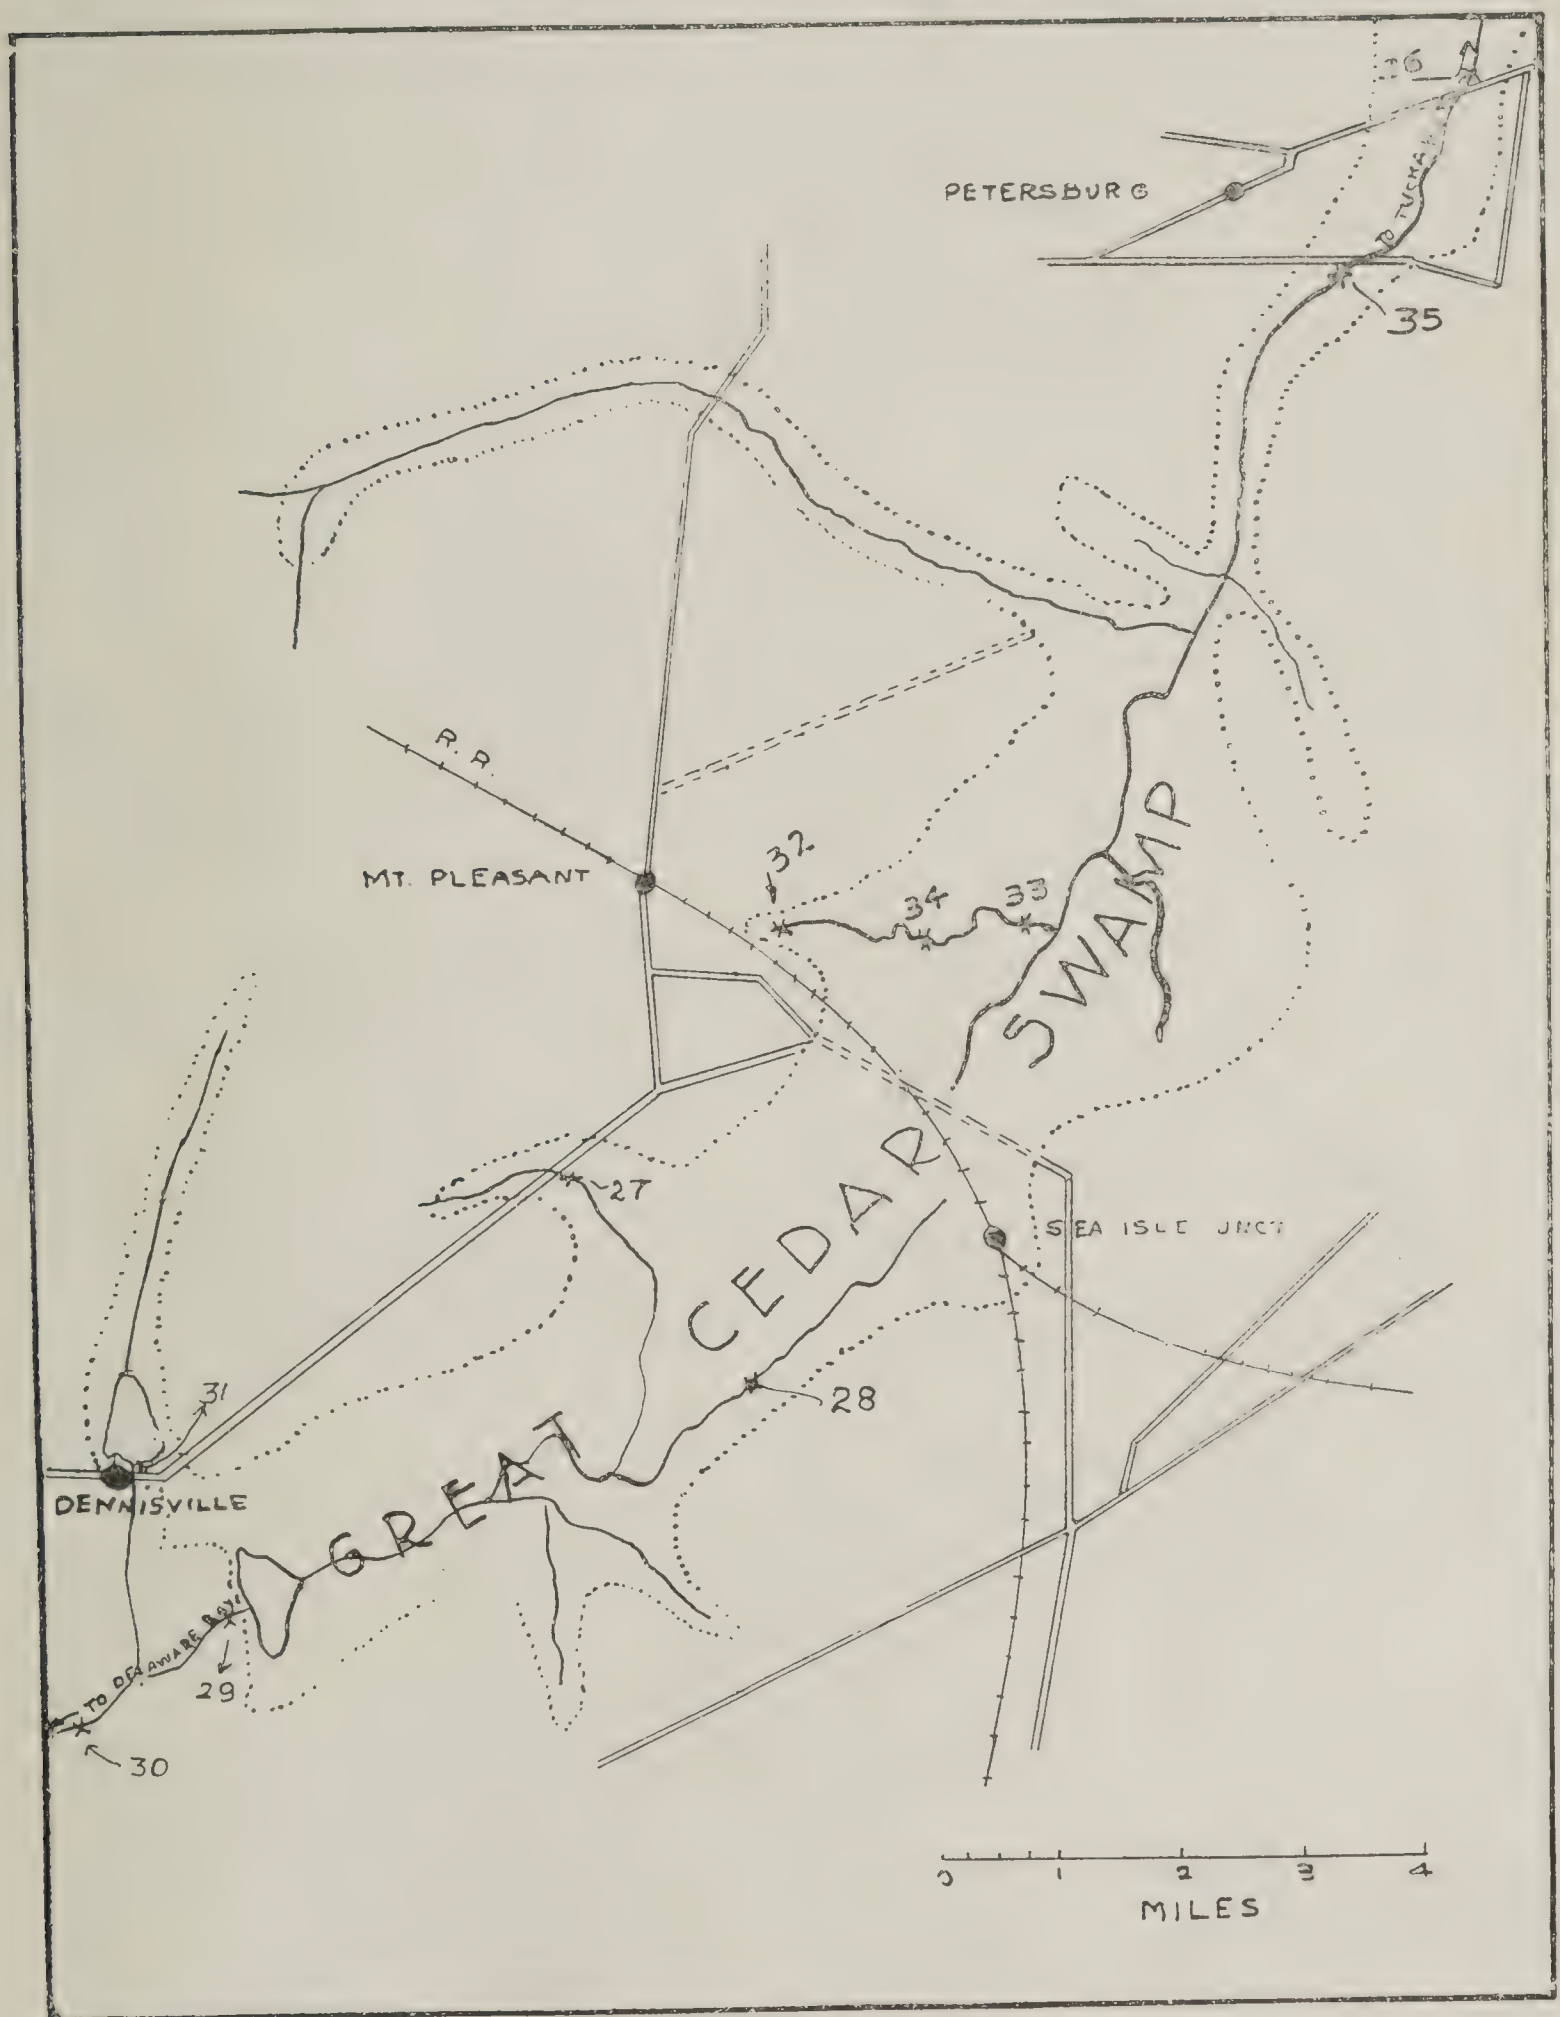 36
PETERSBURG
TO TUCKAH
35
R. R.
32
MT. PLEASANT
34
33
GREAT CEDAR SWAMP
27
SEA ISLE JNCT
31
28
DENNISVILLE
TO DELAWARE BAY
29
30
0 1 2 3 4
MILES